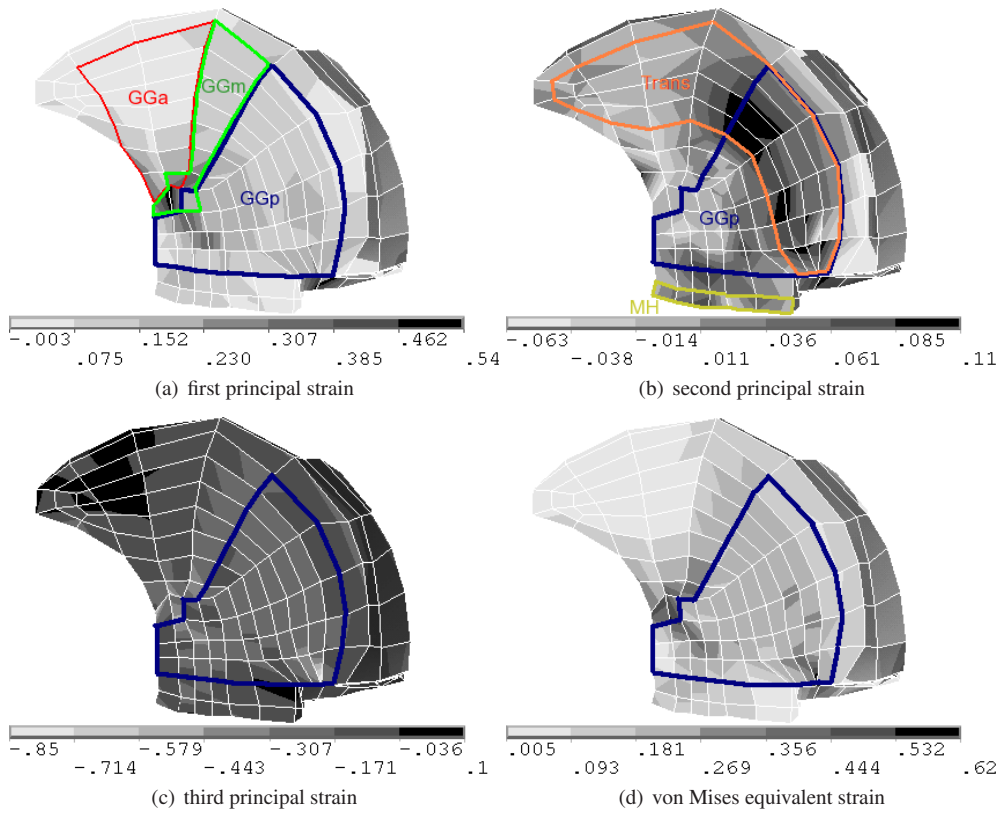 GGa
GGm
GGp
Trans
GGp
MH
-.003 .152 .307 .462
.075 .230 .385 .54
-.063 -.014 .036 .085
-.038 .011 .061 .11
(a) first principal strain
(b) second principal strain
-.85 -.579 -.307 -.036
-.714 -.443 -.171 .1
.005 .181 .356 .532
.093 .269 .444 .62
(c) third principal strain
(d) von Mises equivalent strain